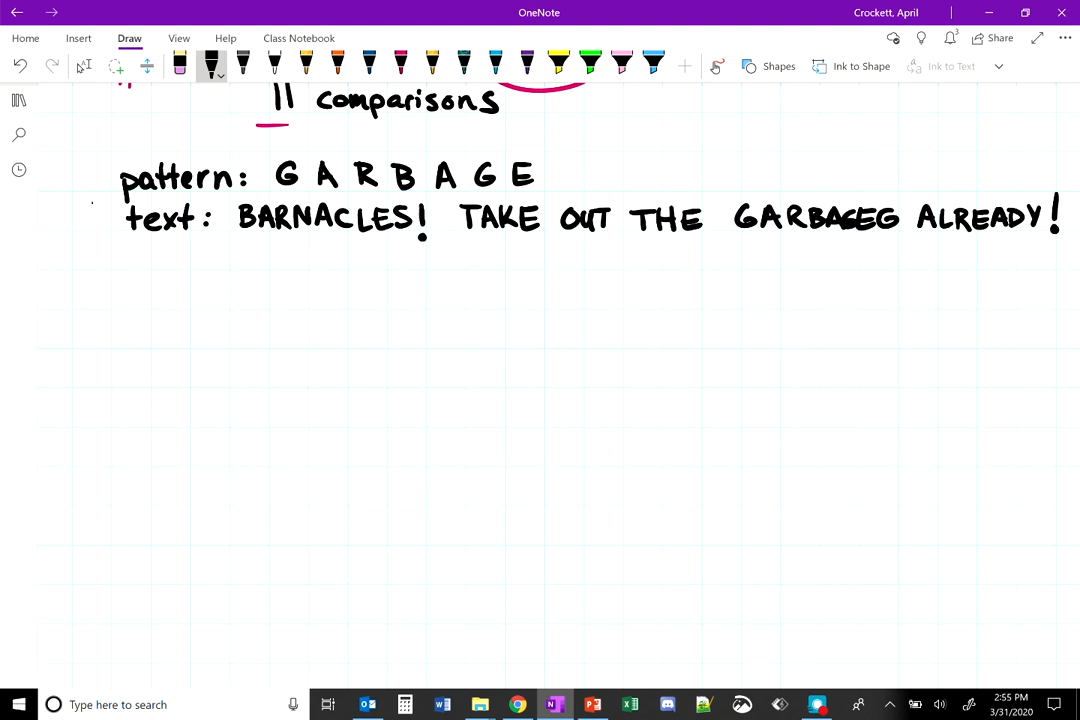 OneNote
Crockett, April
Home Insert Draw View Help Class Notebook
Share
Shapes Ink to Shape Ink to Text
11 comparisons
pattern: G A R B A G E
text: BARNACLES! TAKE OUT THE GARBAGEG ALREADY!
Type here to search
2:55 PM
3/31/2020